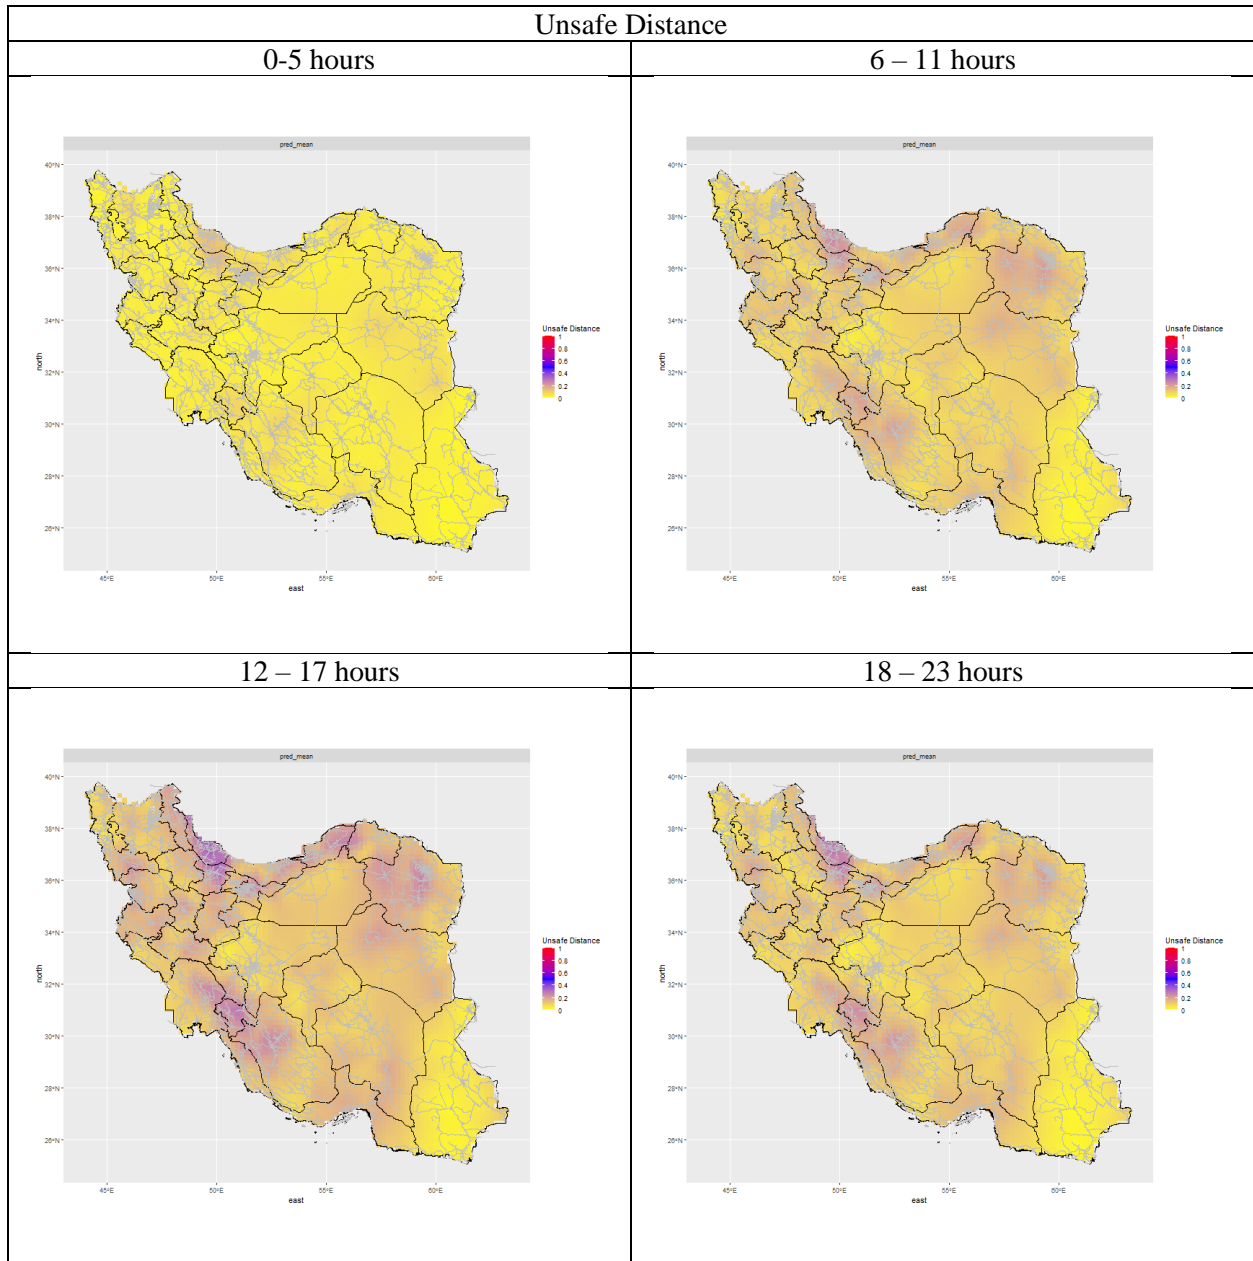 Unsafe Distance
0-5 hours
6 – 11 hours
pred_mean
40°N
38°N
36°N
34°N
32°N
30°N
28°N
26°N
north
45°E
50°E
55°E
60°E
east
Unsafe Distance
1
0.8
0.6
0.4
0.2
0
pred_mean
40°N
38°N
36°N
34°N
32°N
30°N
28°N
26°N
north
45°E
50°E
55°E
60°E
east
Unsafe Distance
1
0.8
0.6
0.4
0.2
0
12 – 17 hours
18 – 23 hours
pred_mean
40°N
38°N
36°N
34°N
32°N
30°N
28°N
26°N
north
45°E
50°E
55°E
60°E
east
Unsafe Distance
1
0.8
0.6
0.4
0.2
0
pred_mean
40°N
38°N
36°N
34°N
32°N
30°N
28°N
26°N
north
45°E
50°E
55°E
60°E
east
Unsafe Distance
1
0.8
0.6
0.4
0.2
0